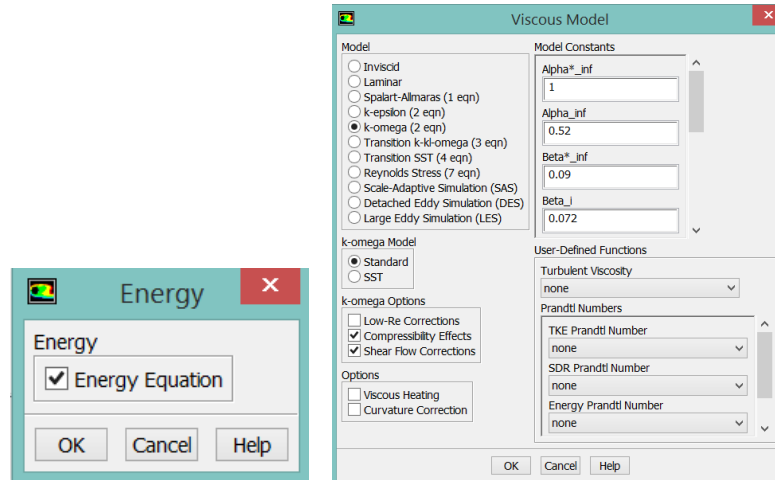 Energy
Energy
Energy Equation
OK Cancel Help
Viscous Model
Model
Inviscid
Laminar
Spalart-Allmaras (1 eqn)
k-epsilon (2 eqn)
k-omega (2 eqn)
Transition k-kl-omega (3 eqn)
Transition SST (4 eqn)
Reynolds Stress (7 eqn)
Scale-Adaptive Simulation (SAS)
Detached Eddy Simulation (DES)
Large Eddy Simulation (LES)
k-omega Model
Standard
SST
k-omega Options
Low-Re Corrections
Compressibility Effects
Shear Flow Corrections
Options
Viscous Heating
Curvature Correction
Model Constants
Alpha*_inf
1
Alpha_inf
0.52
Beta*_inf
0.09
Beta_i
0.072
User-Defined Functions
Turbulent Viscosity
none
Prandtl Numbers
TKE Prandtl Number
none
SDR Prandtl Number
none
Energy Prandtl Number
none
OK Cancel Help